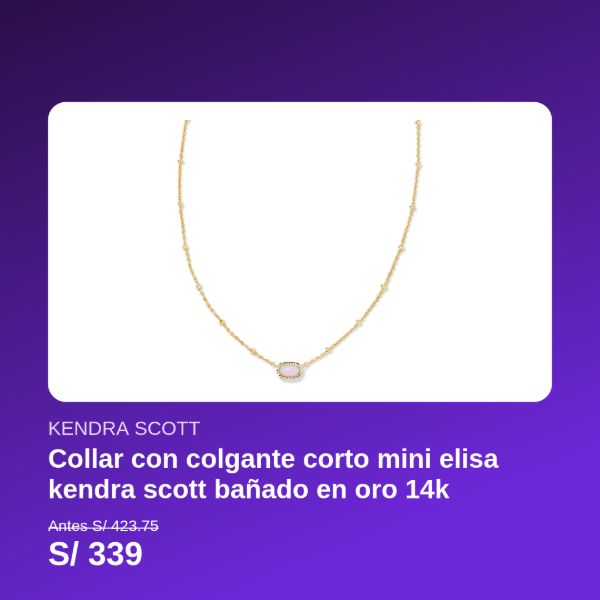 KENDRA SCOTT
Collar con colgante corto mini elisa
kendra scott bañado en oro 14k
Antes S/ 423.75
S/ 339